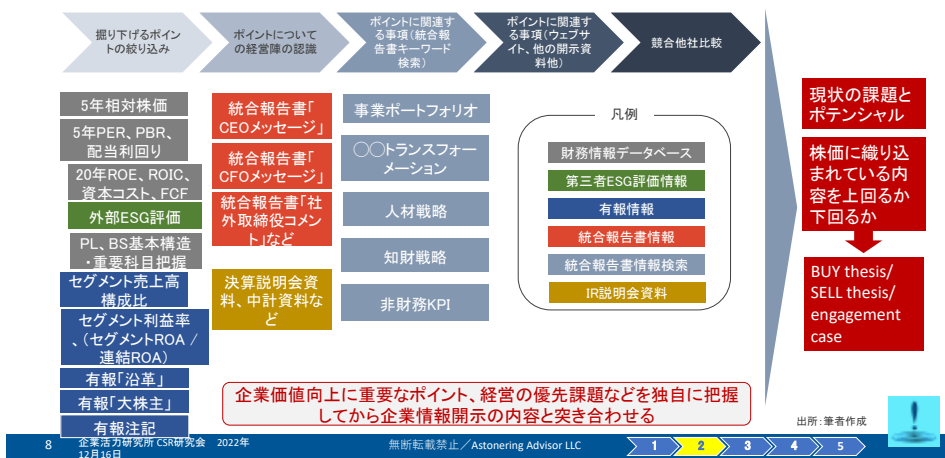 掘り下げるポイ
ントの絞り込み
ポイントについて
の経営陣の認識
ポイントに関連す
る事項(統合報
告書キーワード
検索)
ポイントに関連す
る事項(ウェブサ
イト、他の開示資
料他)
競合他社比較
5年相対株価
5年PER、PBR、
配当利回り
20年ROE、ROIC、
資本コスト、FCF
外部ESG評価
PL、BS基本構造
・重要科目把握
セグメント売上高
構成比
セグメント利益率
、(セグメントROA /
連結ROA)
有報「沿革」
有報「大株主」
有報注記
統合報告書「
CEOメッセージ」
統合報告書「
CFOメッセージ」
統合報告書「社
外取締役コメン
ト」など
決算説明会資
料、中計資料な
ど
事業ポートフォリオ
〇〇トランスフォー
メーション
人材戦略
知財戦略
非財務KPI
凡例
財務情報データベース
第三者ESG評価情報
有報情報
統合報告書情報
統合報告書情報検索
IR説明会資料
現状の課題と
ポテンシャル
株価に織り込
まれている内
容を上回るか
下回るか
BUY thesis/
SELL thesis/
engagement
case
企業価値向上に重要なポイント、経営の優先課題などを独自に把握
してから企業情報開示の内容と突き合わせる
出所:筆者作成
8
企業活力研究所 CSR研究会 2022年
12月16日
無断転載禁止/Astonering Advisor LLC
1 2 3 4 5